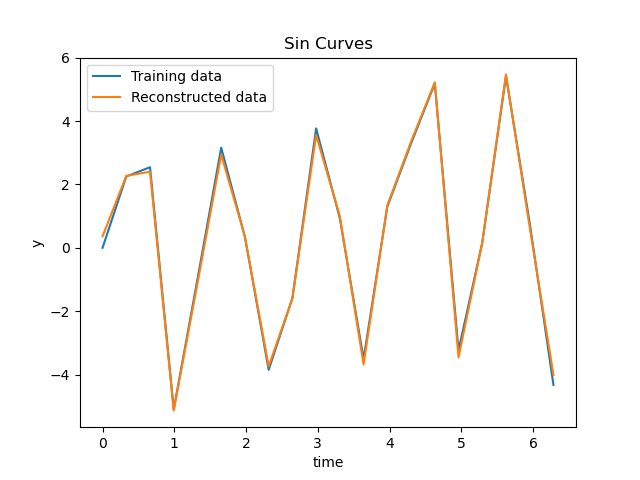 Sin Curves
Training data
Reconstructed data
6
4
2
0
−2
−4
y
0 1 2 3 4 5 6
time